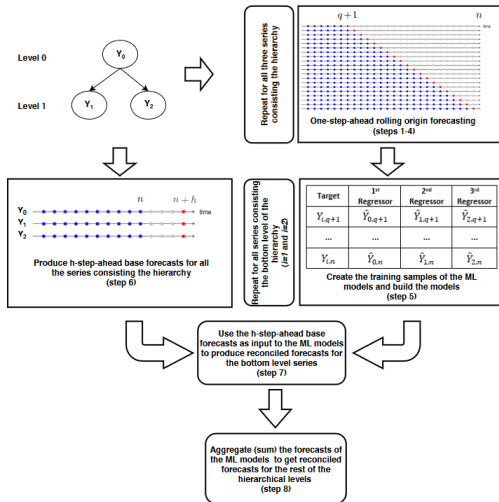 Level 0
Y0
Level 1
Y1
Y2
Repeat for all three series
consisting the hierarchy
q + 1
n
time
One-step-ahead rolling origin forecasting
(steps 1-4)
n
n + h
Y0
time
Y1
Y2
Produce h-step-ahead base forecasts for all
the series consisting the hierarchy
(step 6)
Repeat for all series consisting
the bottom level of the
hierarchy
(i=1 and i=2)
Target
1st
Regressor
2nd
Regressor
3rd
Regressor
Yi,q+1
Ŷ0,q+1
Ŷ1,q+1
Ŷ2,q+1
...
...
...
...
Yi,n
Ŷ0,n
Ŷ1,n
Ŷ2,n
Create the training samples of the ML
models and build the models
(step 5)
Use the h-step-ahead base
forecasts as input to the ML models
to produce reconciled forecasts for
the bottom level series
(step 7)
Aggregate (sum) the forecasts of
the ML models to get reconciled
forecasts for the rest of the
hierarchical levels
(step 8)